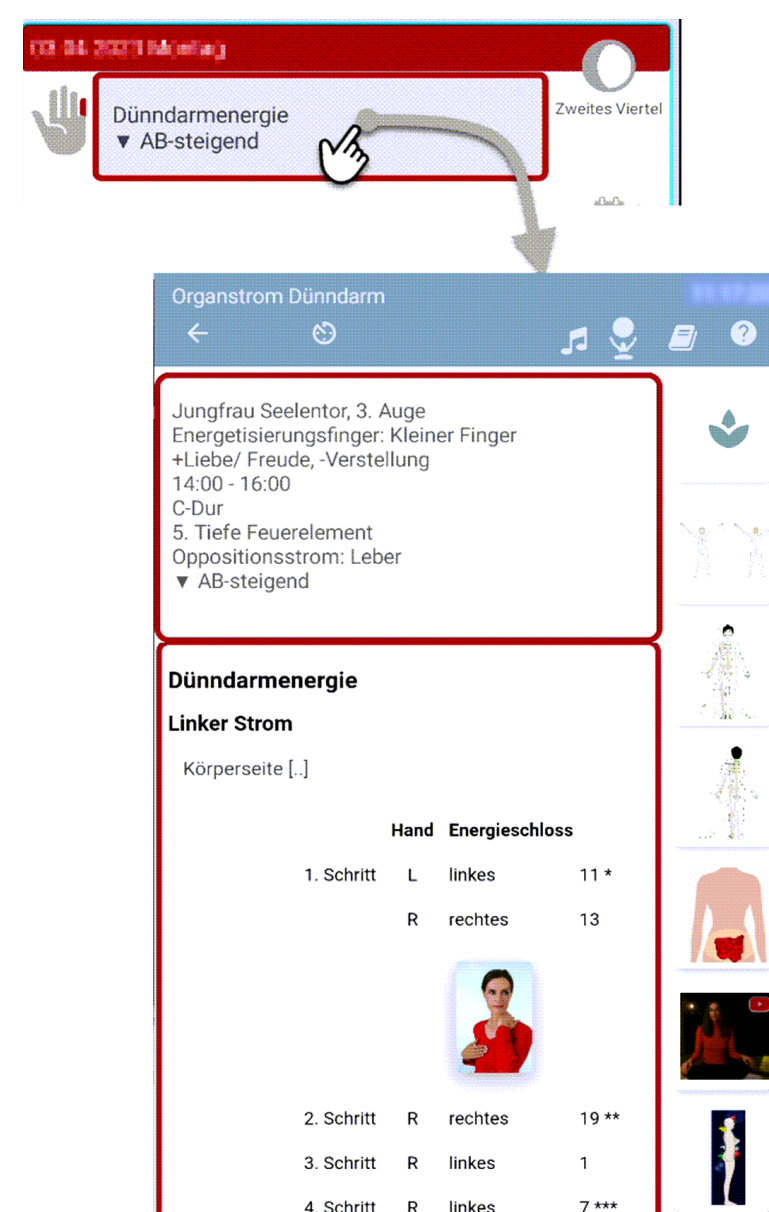 Zweites Viertel
Dünndarmenergie
▼ AB-steigend
Organstrom Dünndarm
Jungfrau Seelentor, 3. Auge
Energetisierungsfinger: Kleiner Finger
+Liebe/ Freude, -Verstellung
14:00 - 16:00
C-Dur
5. Tiefe Feuerelement
Oppositionsstrom: Leber
▼ AB-steigend
Dünndarmenergie
Linker Strom
Körperseite [..]
Hand Energieschloss
1. Schritt L linkes 11 *
R rechtes 13
2. Schritt R rechtes 19 **
3. Schritt R linkes 1
4. Schritt R linkes 7 ***